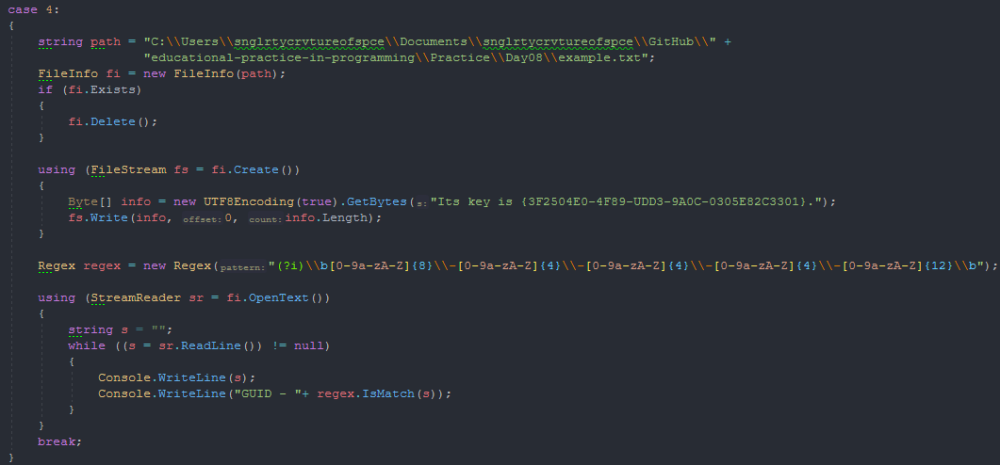 case 4:
{
string path = "C:\\Users\\snglrtycrvtureofspce\\Documents\\snglrtycrvtureofspce\\GitHub\\" +
"educational-practice-in-programming\\Practice\\Day08\\example.txt";
FileInfo fi = new FileInfo(path);
if (fi.Exists)
{
fi.Delete();
}
using (FileStream fs = fi.Create())
{
Byte[] info = new UTF8Encoding(true).GetBytes( s: "Its key is {3F2504E0-4F89-UDD3-9A0C-0305E82C3301}.");
fs.Write(info, offset: 0, count: info.Length);
}
Regex regex = new Regex( pattern: "(?i)\\b[0-9a-zA-Z]{8}\\-[0-9a-zA-Z]{4}\\-[0-9a-zA-Z]{4}\\-[0-9a-zA-Z]{4}\\-[0-9a-zA-Z]{12}\\b");
using (StreamReader sr = fi.OpenText())
{
string s = "";
while ((s = sr.ReadLine()) != null)
{
Console.WriteLine(s);
Console.WriteLine("GUID - "+ regex.IsMatch(s));
}
}
break;
}